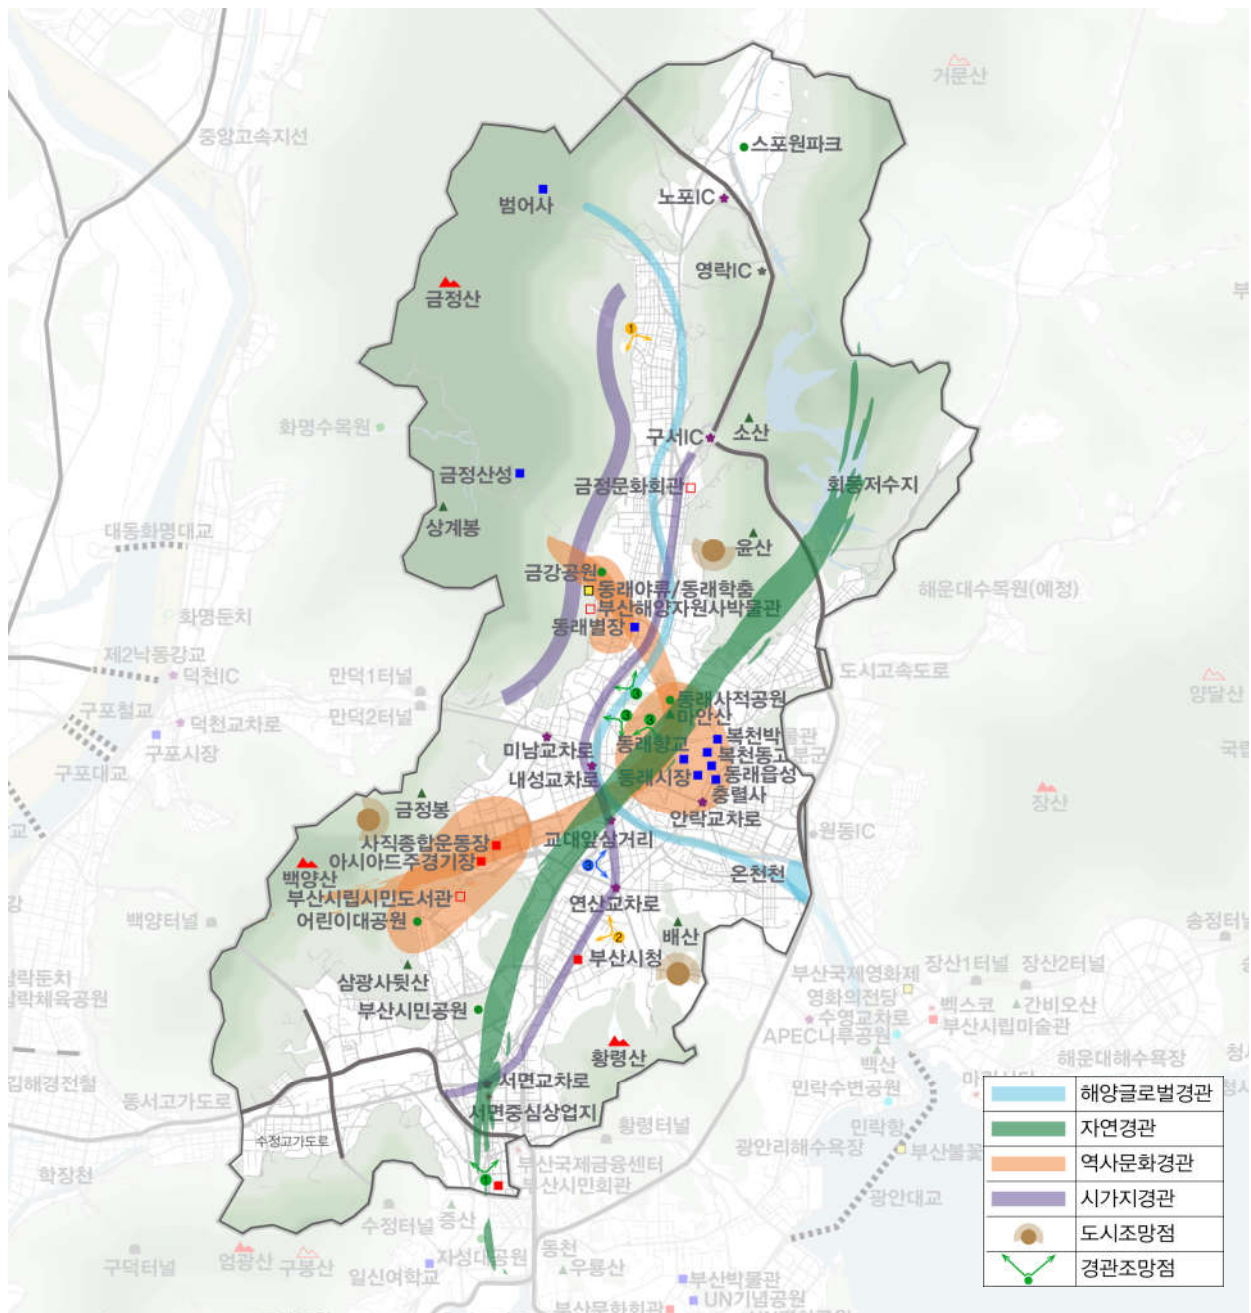 거문산
중앙고속지선
스포원파크
범어사
노포IC
영락IC
금정산
1
화명수목원
소산
구서IC
금정산성
금정문화회관
회동저수지
상계봉
대동화명대교
윤산
금강공원
동래야류/동래학춤
해운대수목원(예정)
화명둔치
부산해양자원사박물관
동래별장
제2낙동강교
만덕1터널
도시고속도로
덕천IC
양달산
3
동래사적공원
구포철교
만덕2터널
3
3
마안산
덕천교차로
동래향교
복천박물관
구포시장
미남교차로
복천동고분군
구포대교
내성교차로
동래시장
동래읍성
충렬사
장산
금정봉
안락교차로
원동IC
사직종합운동장
교대앞삼거리
아시아드주경기장
3
온천천
백양산
부산시립시민도서관
연산교차로
백양터널
어린이대공원
2
배산
송정터널
부산시청
삼광사뒷산
부산국제영화제
장산1터널
장산2터널
영화의전당
벡스코
간비오산
삼락체육공원
부산시민공원
수영교차로
부산시립미술관
APEC나루공원
황령산
백산
해운대해수욕장
김해경전철
동서고가도로
서면교차로
민락수변공원
해양글로벌경관
서면중심상업지
민락항
자연경관
수정고가도로
황령터널
광안리해수욕장
부산불꽃
역사문화경관
학장천
부산국제금융센터
1
부산시민회관
광안대교
시가지경관
수정터널
증산
도시조망점
구덕터널
엄광산
구봉산
자성대공원
동천
우룡산
경관조망점
일신여학교
부산박물관
UN기념공원
부산문화회관